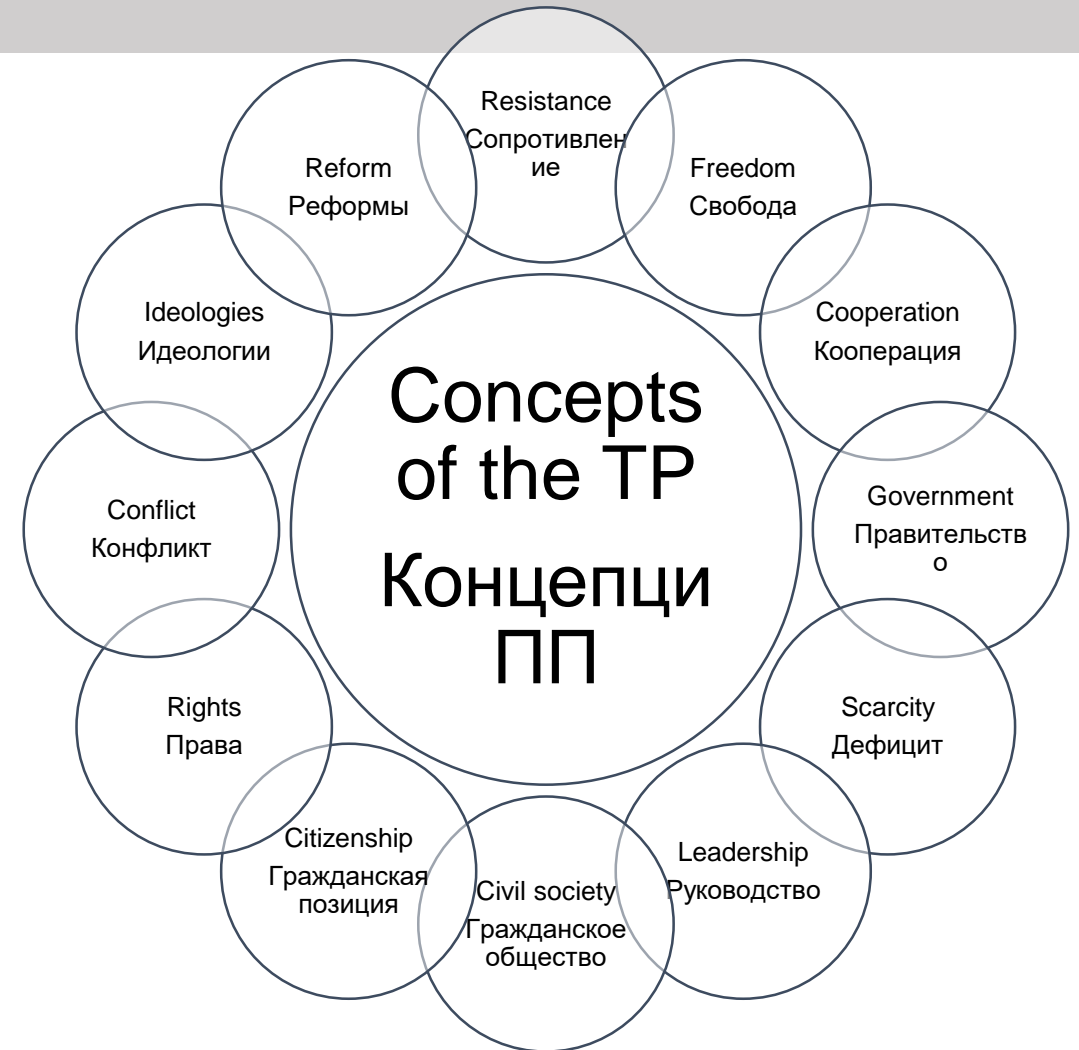 Resistance
Сопротивлен
ие
Freedom
Свобода
Cooperation
Кооперация
Government
Правительств
о
Scarcity
Дефицит
Leadership
Руководство
Civil society
Гражданское
общество
Citizenship
Гражданская
позиция
Rights
Права
Conflict
Конфликт
Ideologies
Идеологии
Reform
Реформы
Concepts
of the TP
Концепци
ПП